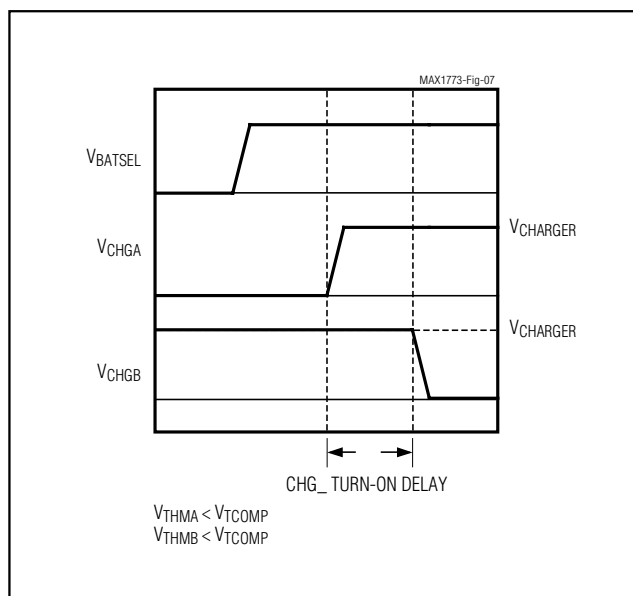 MAX1773-Fig-07
VBATSEL
VCHGA
VCHARGER
VCHARGER
VCHGB
CHG_ TURN-ON DELAY
VTHMA < VTCOMP
VTHMB < VTCOMP